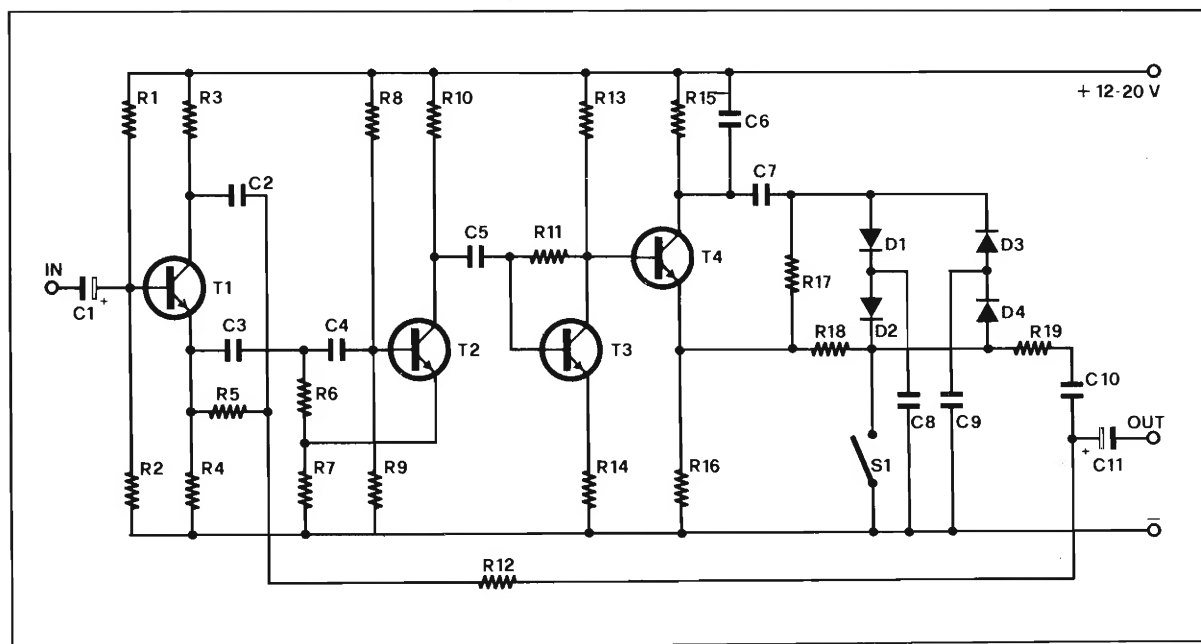 R1
R3
R8
R10
R13
R15
C6
+ 12-20 V
C2
C7
C5
R11
T4
D1
D3
IN
C1
+
T1
R17
D2
D4
C3
C4
T2
T3
R18
R19
R5
R6
C10
C8
C9
OUT
R2
R4
R7
R9
R14
R16
S1
+
C11
−
R12